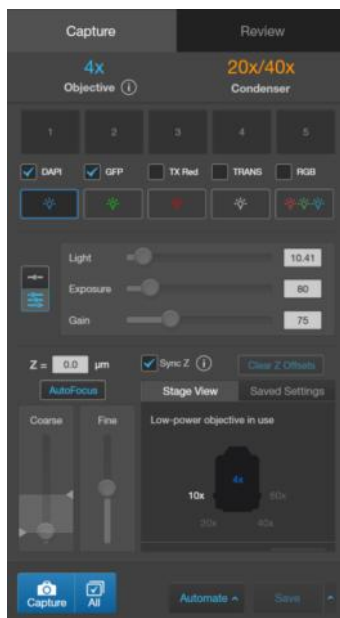 Capture Review
4x 20x/40x
Objective i Condenser
1 2 3 4 5
DAPI GFP TX Red TRANS RGB
Light 10.41
Exposure 80
Gain 75
Z = 0.0 µm Sync Z i Clear Z Offsets
AutoFocus Stage View Saved Settings
Coarse Fine Low-power objective in use
4x
10x 60x
20x 40x
Capture All Automate Save